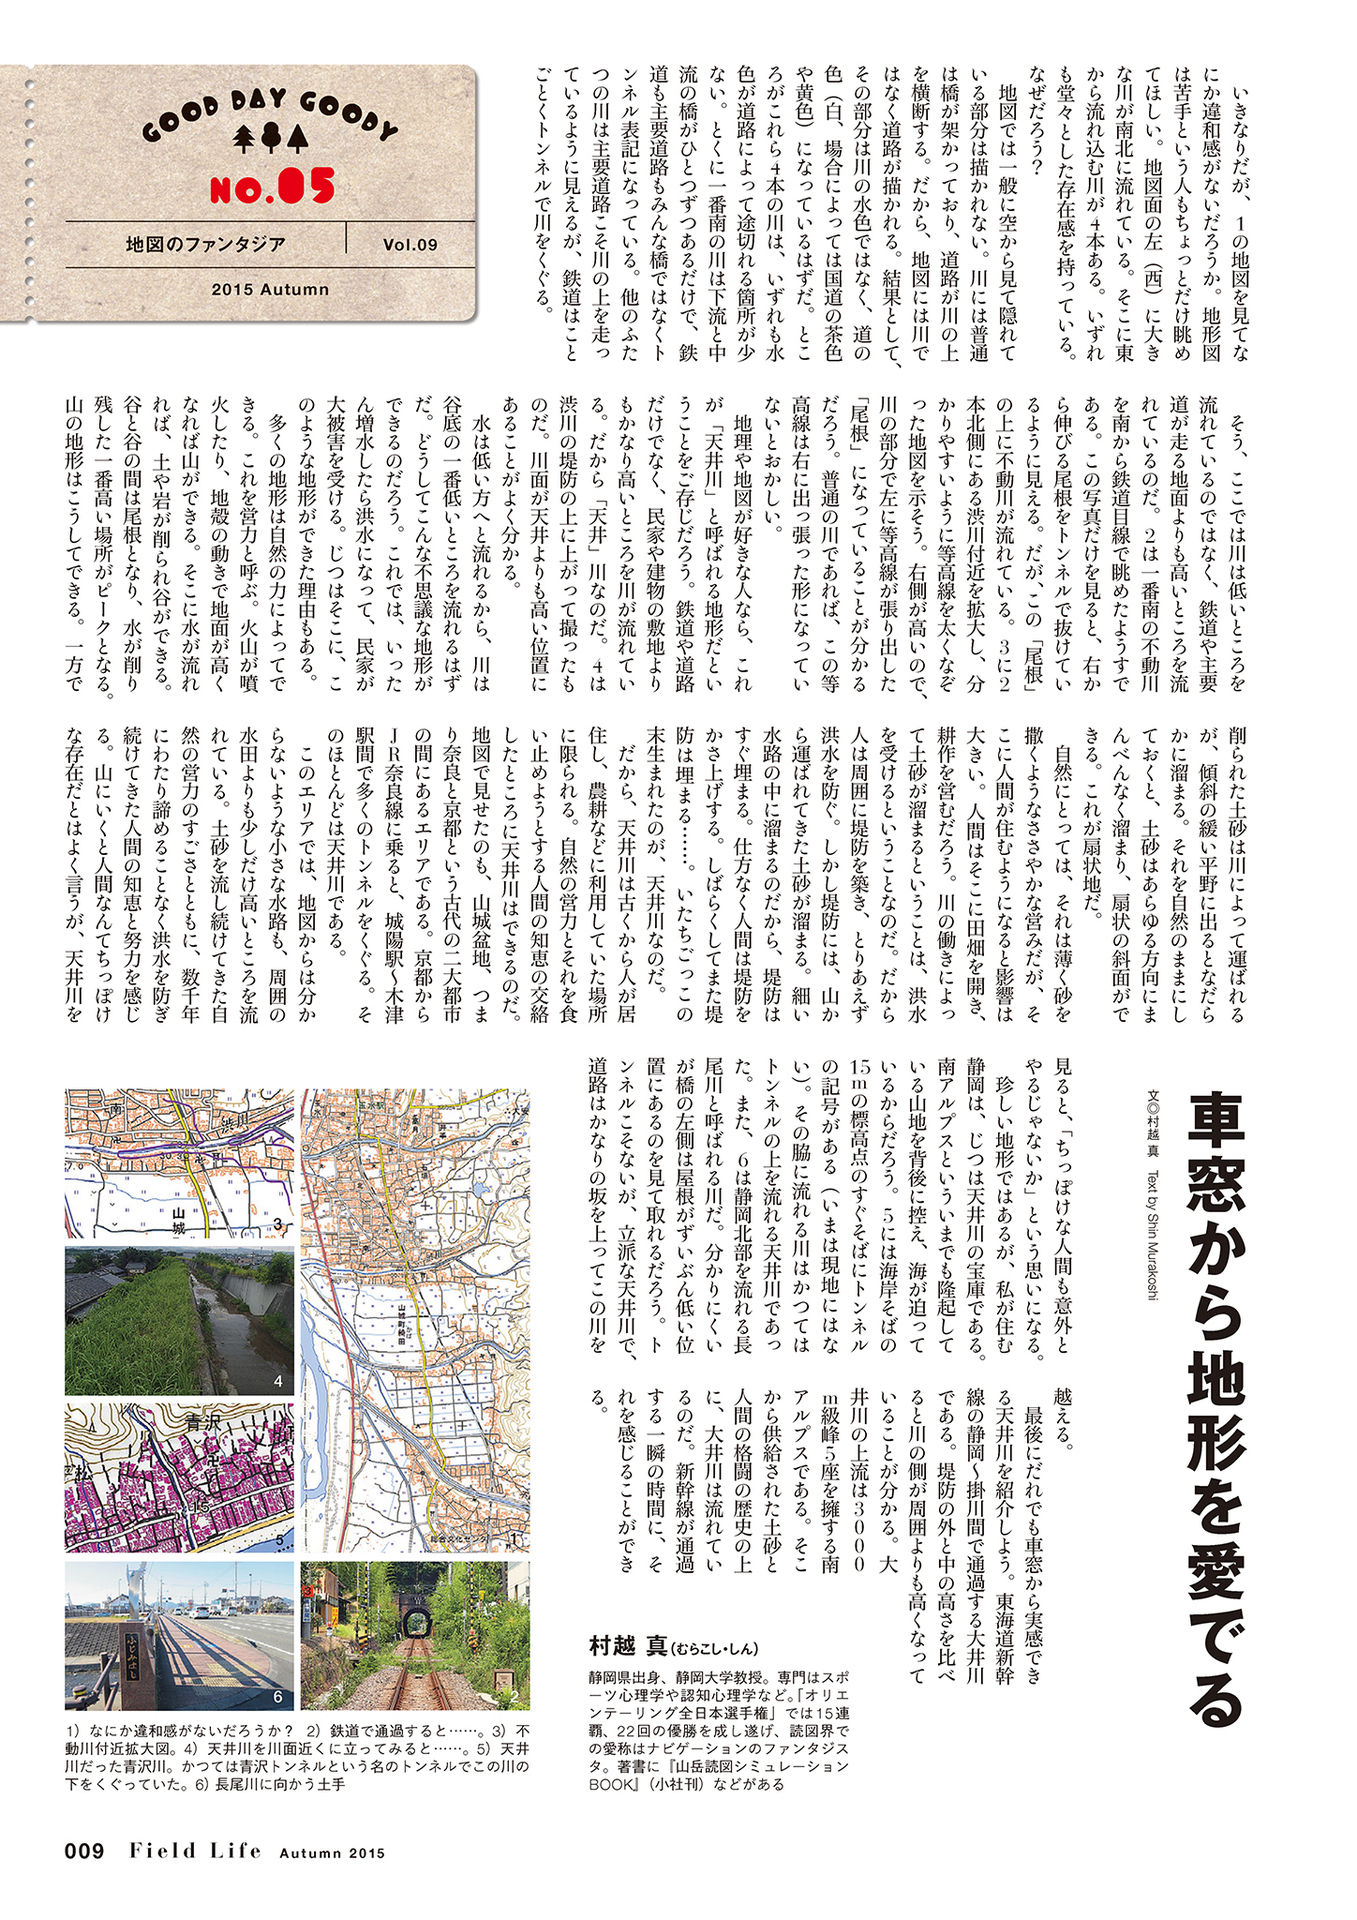 GOOD DAY GOODY
NO.05
地図のファンタジア
Vol.09
2015 Autumn
車窓から地形を愛でる
文◎村越 真　Text by Shin Murakoshi
いきなりだが、1の地図を見てな
にか違和感がないだろうか。地形図
は苦手という人もちょっとだけ眺め
てほしい。地図面の左（西）に大き
な川が南北に流れている。そこに東
から流れ込む川が4本ある。いずれ
も堂々とした存在感を持っている。
なぜだろう？
地図では一般に空から見て隠れて
いる部分は描かれない。川には普通
は橋が架かっており、道路が川の上
を横断する。だから、地図には川で
はなく道路が描かれる。結果として、
その部分は川の水色ではなく、道の
色（白、場合によっては国道の茶色
や黄色）になっているはずだ。とこ
ろがこれら4本の川は、いずれも水
色が道路によって途切れる箇所が少
ない。とくに一番南の川は下流と中
流の橋がひとつずつあるだけで、鉄
道も主要道路もみんな橋ではなくト
ンネル表記になっている。他のふた
つの川は主要道路こそ川の上を走っ
ているように見えるが、鉄道はこと
ごとくトンネルで川をくぐる。
そう、ここでは川は低いところを
流れているのではなく、鉄道や主要
道が走る地面よりも高いところを流
れているのだ。2は一番南の不動川
を南から鉄道目線で眺めたようすで
ある。この写真だけを見ると、右か
ら伸びる尾根をトンネルで抜けてい
るように見える。だが、この「尾根」
の上に不動川が流れている。3に2
本北側にある渋川付近を拡大し、分
かりやすいように等高線を太くなぞ
った地図を示そう。右側が高いので、
川の部分で左に等高線が張り出した
「尾根」になっていることが分かる
だろう。普通の川であれば、この等
高線は右に出っ張った形になってい
ないとおかしい。
地理や地図が好きな人なら、これ
が「天井川」と呼ばれる地形だとい
うことをご存じだろう。鉄道や道路
だけでなく、民家や建物の敷地より
もかなり高いところを川が流れてい
る。だから「天井」川なのだ。4は
渋川の堤防の上に上がって撮ったも
のだ。川面が天井よりも高い位置に
あることがよく分かる。
水は低い方へと流れるから、川は
谷底の一番低いところを流れるはず
だ。どうしてこんな不思議な地形が
できるのだろう。これでは、いった
ん増水したら洪水になって、民家が
大被害を受ける。じつはそこに、こ
のような地形ができた理由もある。
多くの地形は自然の力によってで
きる。これを営力と呼ぶ。火山が噴
火したり、地殻の動きで地面が高く
なれば山ができる。そこに水が流れ
れば、土や岩が削られ谷ができる。
谷と谷の間は尾根となり、水が削り
残した一番高い場所がピークとなる。
山の地形はこうしてできる。一方で
削られた土砂は川によって運ばれる
が、傾斜の緩い平野に出るとなだら
かに溜まる。それを自然のままにし
ておくと、土砂はあらゆる方向にま
んべんなく溜まり、扇状の斜面がで
きる。これが扇状地だ。
自然にとっては、それは薄く砂を
撒くようなささやかな営みだが、そ
こに人間が住むようになると影響は
大きい。人間はそこに田畑を開き、
耕作を営むだろう。川の働きによっ
て土砂が溜まるということは、洪水
を受けるということなのだ。だから
人は周囲に堤防を築き、とりあえず
洪水を防ぐ。しかし堤防には、山か
ら運ばれてきた土砂が溜まる。細い
水路の中に溜まるのだから、堤防は
すぐ埋まる。仕方なく人間は堤防を
かさ上げする。しばらくしてまた堤
防は埋まる……。いたちごっこの
末生まれたのが、天井川なのだ。
だから、天井川は古くから人が居
住し、農耕などに利用していた場所
に限られる。自然の営力とそれを食
い止めようとする人間の知恵の交絡
したところに天井川はできるのだ。
地図で見せたのも、山城盆地、つま
り奈良と京都という古代の二大都市
の間にあるエリアである。京都から
JR奈良線に乗ると、城陽駅〜木津
駅間で多くのトンネルをくぐる。そ
のほとんどは天井川である。
このエリアでは、地図からは分か
らないような小さな水路も、周囲の
水田よりも少しだけ高いところを流
れている。土砂を流し続けてきた自
然の営力のすごさとともに、数千年
にわたり諦めることなく洪水を防ぎ
続けてきた人間の知恵と努力を感じ
る。山にいくと人間なんてちっぽけ
な存在だとはよく言うが、天井川を
見ると、「ちっぽけな人間も意外と
やるじゃないか」という思いになる。
珍しい地形ではあるが、私が住む
静岡は、じつは天井川の宝庫である。
南アルプスといういまでも隆起して
いる山地を背後に控え、海が迫って
いるからだろう。5には海岸そばの
15mの標高点のすぐそばにトンネル
の記号がある（いまは現地にはな
い）。その脇に流れる川はかつては
トンネルの上を流れる天井川であっ
た。また、6は静岡北部を流れる長
尾川と呼ばれる川だ。分かりにくい
が橋の左側は屋根がずいぶん低い位
置にあるのを見て取れるだろう。ト
ンネルこそないが、立派な天井川で、
道路はかなりの坂を上ってこの川を
越える。
最後にだれでも車窓から実感でき
る天井川を紹介しよう。東海道新幹
線の静岡〜掛川間で通過する大井川
である。堤防の外と中の高さを比べ
ると川の側が周囲よりも高くなって
いることが分かる。大
井川の上流は3000
m級峰5座を擁する南
アルプスである。そこ
から供給された土砂と
人間の格闘の歴史の上
に、大井川は流れてい
るのだ。新幹線が通過
する一瞬の時間に、そ
れを感じることができ
る。
村越 真（むらこし・しん）
静岡県出身、静岡大学教授。専門はスポ
ーツ心理学や認知心理学など。「オリエ
ンテーリング全日本選手権」では15連
覇、22回の優勝を成し遂げ、読図界で
の愛称はナビゲーションのファンタジス
タ。著書に『山岳読図シミュレーション
BOOK』（小社刊）などがある
渋川
山城
3
4
青沢
松
15
5
ふじみはし
6
玉水駅
山城町綺田
総合文化センター
1
2
1）なにか違和感がないだろうか？ 2）鉄道で通過すると……。3）不
動川付近拡大図。4）天井川を川面近くに立ってみると……。5）天井
川だった青沢川。かつては青沢トンネルという名のトンネルでこの川の
下をくぐっていた。6）長尾川に向かう土手
009 Field Life Autumn 2015